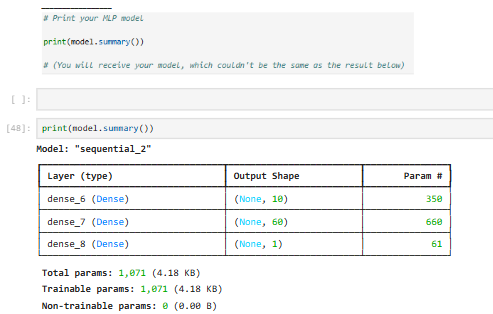 # Print your MLP model
print(model.summary())
# (You will receive your model, which couldn't be the same as the result below)
[ ]:
[48]: print(model.summary())
Model: "sequential_2"
Layer (type) Output Shape Param #
dense_6 (Dense) (None, 10) 350
dense_7 (Dense) (None, 60) 660
dense_8 (Dense) (None, 1) 61
Total params: 1,071 (4.18 KB)
Trainable params: 1,071 (4.18 KB)
Non-trainable params: 0 (0.00 B)